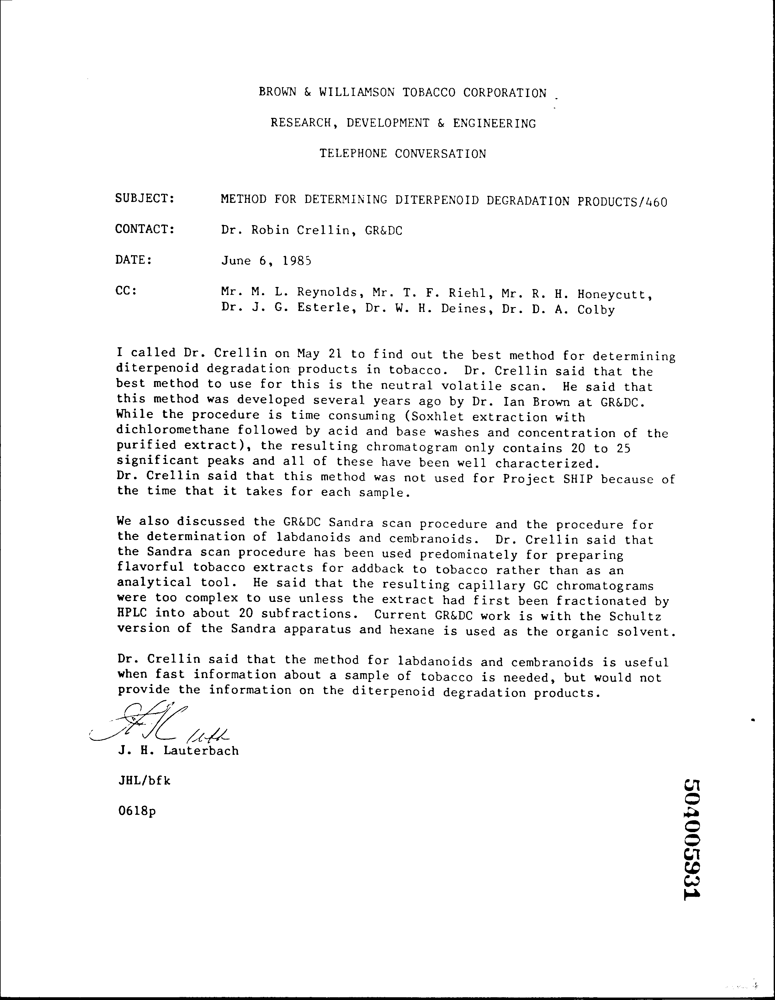 BROWN & WILLIAMSON TOBACCO CORPORATION
RESEARCH, DEVELOPMENT & ENGINEERING
TELEPHONE CONVERSATION
SUBJECT: METHOD FOR DETERMINING DITERPENOID DEGRADATION PRODUCTS/460
CONTACT: Dr. Robin Crellin, GR&DC
DATE: June 6, 1985
CC: Mr. M. L. Reynolds, Mr. T. F. Riehl, Mr. R. H. Honeycutt,
Dr. J. G. Esterle, Dr. W. H. Deines, Dr. D. A. Colby
I called Dr. Crellin on May 21 to find out the best method for determining
diterpenoid degradation products in tobacco. Dr. Crellin said that the
best method to use for this is the neutral volatile scan. He said that
this method was developed several years ago by Dr. Ian Brown at GR&DC.
While the procedure is time consuming (Soxhlet extraction with
dichloromethane followed by acid and base washes and concentration of the
purified extract), the resulting chromatogram only contains 20 to 25
significant peaks and all of these have been well characterized.
Dr. Crellin said that this method was not used for Project SHIP because of
the time that it takes for each sample.
We also discussed the GR&DC Sandra scan procedure and the procedure for
the determination of labdanoids and cembranoids. Dr. Crellin said that
the Sandra scan procedure has been used predominately for preparing
flavorful tobacco extracts for addback to tobacco rather than as an
analytical tool. He said that the resulting capillary GC chromatograms
were too complex to use unless the extract had first been fractionated by
HPLC into about 20 subfractions. Current GR&DC work is with the Schultz
version of the Sandra apparatus and hexane is used as the organic solvent.
Dr. Crellin said that the method for labdanoids and cembranoids is useful
when fast information about a sample of tobacco is needed, but would not
provide the information on the diterpenoid degradation products.
J. H. Lauterbach
JHL/bfk
0618p
504005931